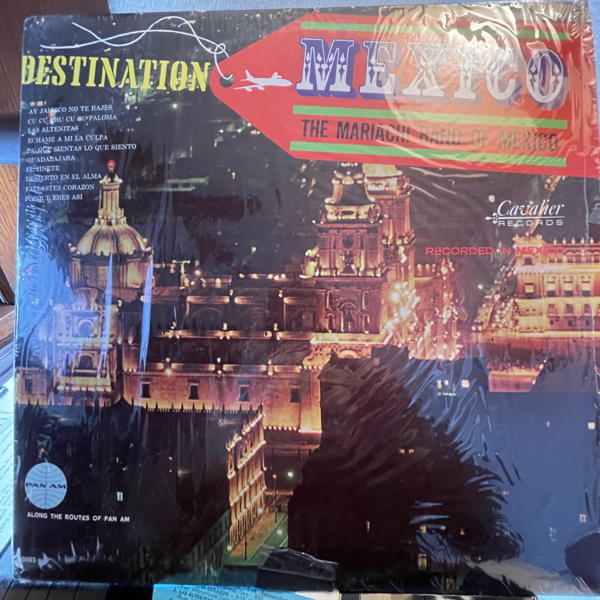 DESTINATION
MEXICO
THE MARIACHI BAND OF MEXICO
AY JALISCO NO TE RAJES
CU CU RRU CU CU PALOMA
LAS ALTENITAS
ECHAME A MI LA CULPA
PA' QUE SIENTAS LO QUE SIENTO
GUADALAJARA
EL JINETE
DESIERTO EN EL ALMA
FALLASTES CORAZON
PORQUE ERES ASI
Cavalier
RECORDS
RECORDED IN MEXICO
PAN AM
ALONG THE ROUTES OF PAN AM